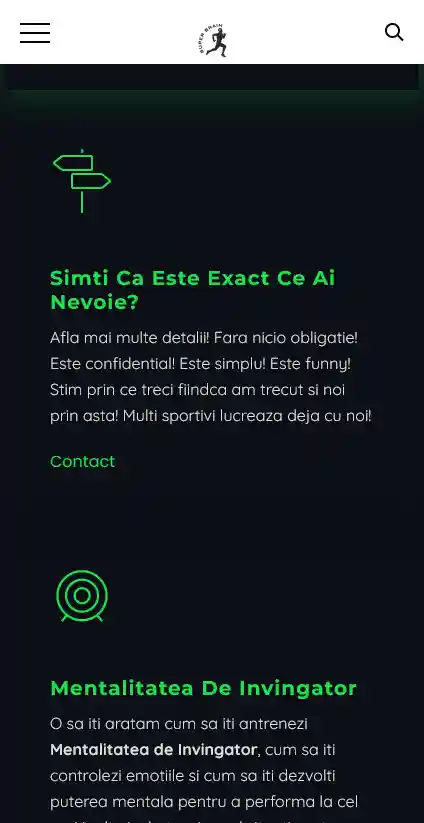 SUPER BRAIN
Simti Ca Este Exact Ce Ai
Nevoie?
Afla mai multe detalii! Fara nicio obligatie!
Este confidential! Este simplu! Este funny!
Stim prin ce treci fiindca am trecut si noi
prin asta! Multi sportivi lucreaza deja cu noi!
Contact
Mentalitatea De Invingator
O sa iti aratam cum sa iti antrenezi
Mentalitatea de Invingator, cum sa iti
controlezi emotiile si cum sa iti dezvolti
puterea mentala pentru a performa la cel